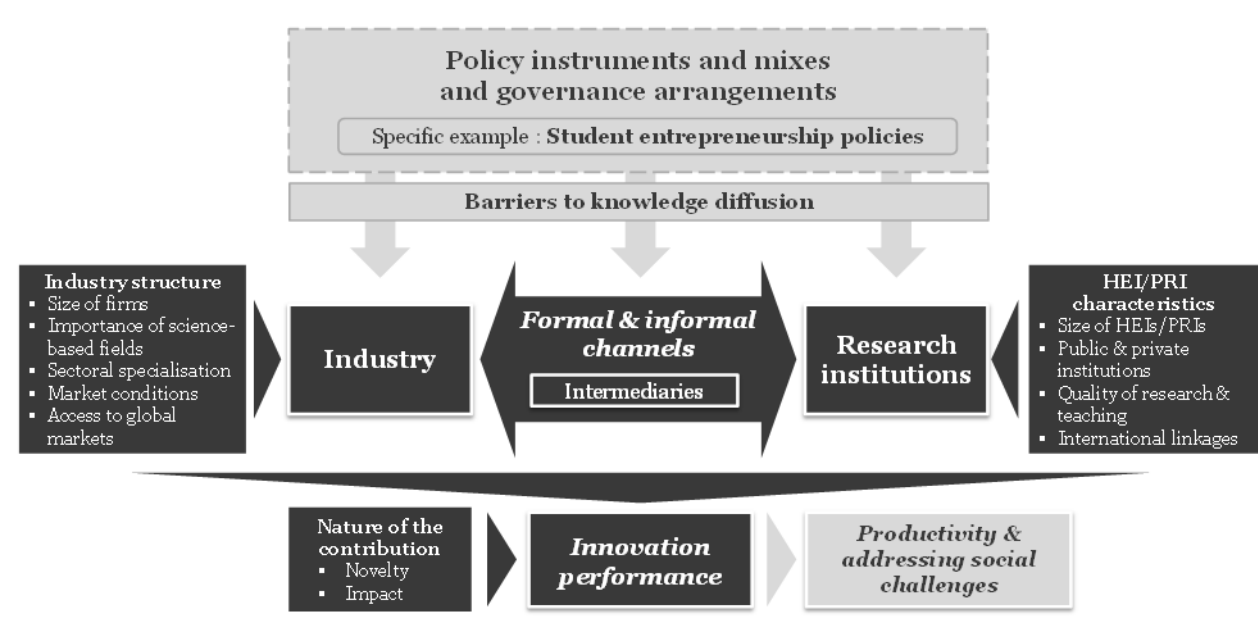 Policy instruments and mixes
and governance arrangements
Specific example : Student entrepreneurship policies
Barriers to knowledge diffusion
Industry structure
▪ Size of firms
▪ Importance of science-
based fields
▪ Sectoral specialisation
▪ Market conditions
▪ Access to global
markets
Industry
Formal & informal
channels
Intermediaries
Research
institutions
HEI/PRI
characteristics
▪ Size of HEIs/PRIs
▪ Public & private
institutions
▪ Quality of research &
teaching
▪ International linkages
Nature of the
contribution
▪ Novelty
▪ Impact
Innovation
performance
Productivity &
addressing social
challenges